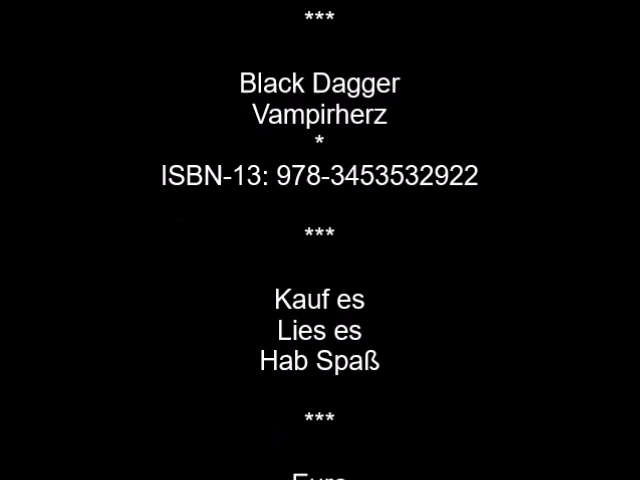 ***
Black Dagger
Vampirherz
*
ISBN-13: 978-3453532922
***
Kauf es
Lies es
Hab Spaß
***